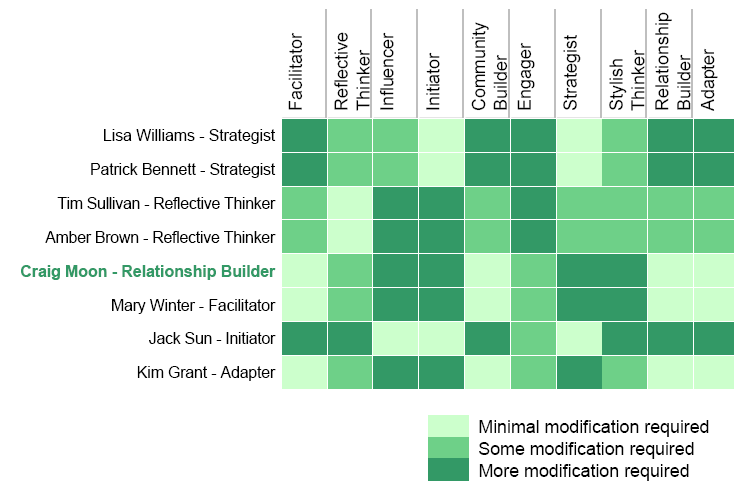 Facilitator
Reflective
Thinker
Influencer
Initiator
Community
Builder
Engager
Strategist
Stylish
Thinker
Relationship
Builder
Adapter
Lisa Williams - Strategist
Patrick Bennett - Strategist
Tim Sullivan - Reflective Thinker
Amber Brown - Reflective Thinker
Craig Moon - Relationship Builder
Mary Winter - Facilitator
Jack Sun - Initiator
Kim Grant - Adapter
Minimal modification required
Some modification required
More modification required